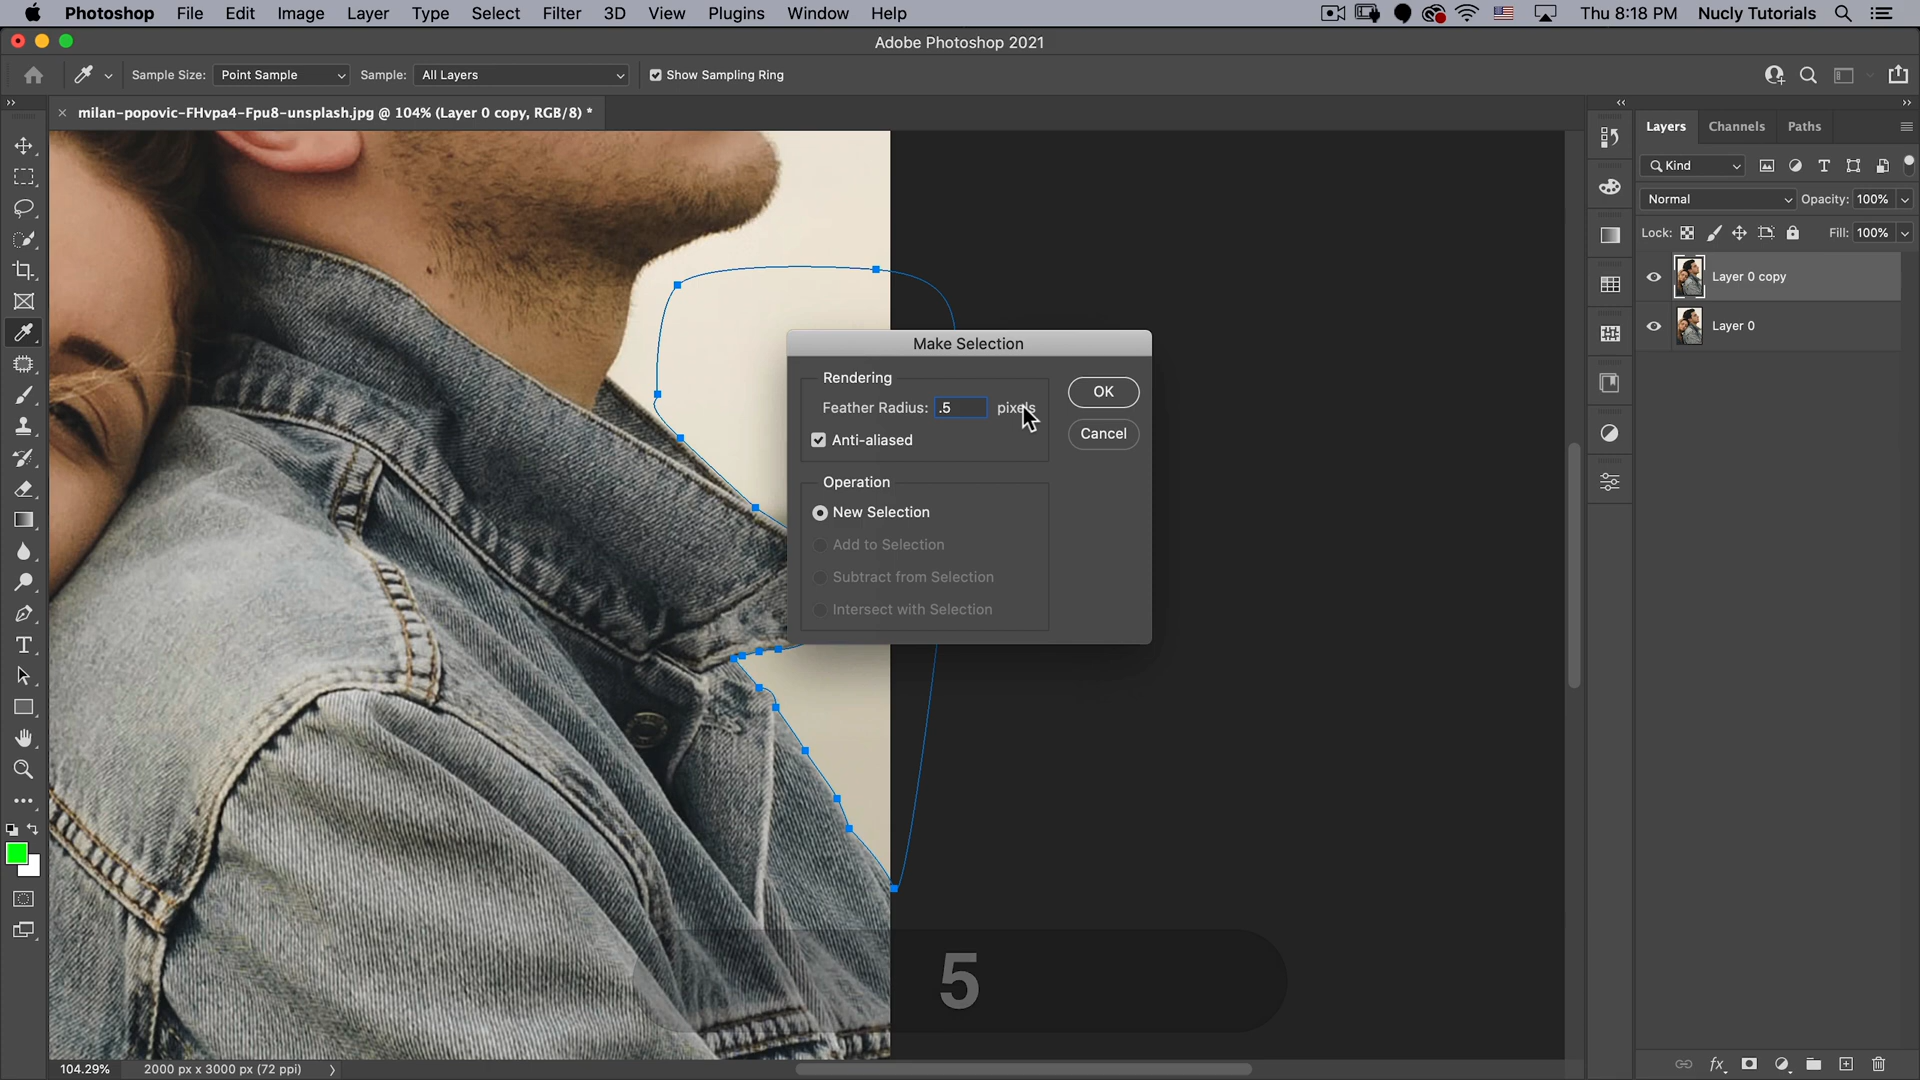 Photoshop File Edit Image Layer Type Select Filter 3D View Plugins Window Help Thu 8:18 PM Nucly Tutorials
Adobe Photoshop 2021
Sample Size: Point Sample Sample: All Layers Show Sampling Ring
milan-popovic-FHvpa4-Fpu8-unsplash.jpg @ 104% (Layer 0 copy, RGB/8) *
Layers Channels Paths
Kind
Normal Opacity: 100%
Lock: Fill: 100%
Layer 0 copy
Layer 0
Make Selection
Rendering
Feather Radius: .5 pixels
Anti-aliased
OK
Cancel
Operation
New Selection
Add to Selection
Subtract from Selection
Intersect with Selection
5
104.29% 2000 px x 3000 px (72 ppi)